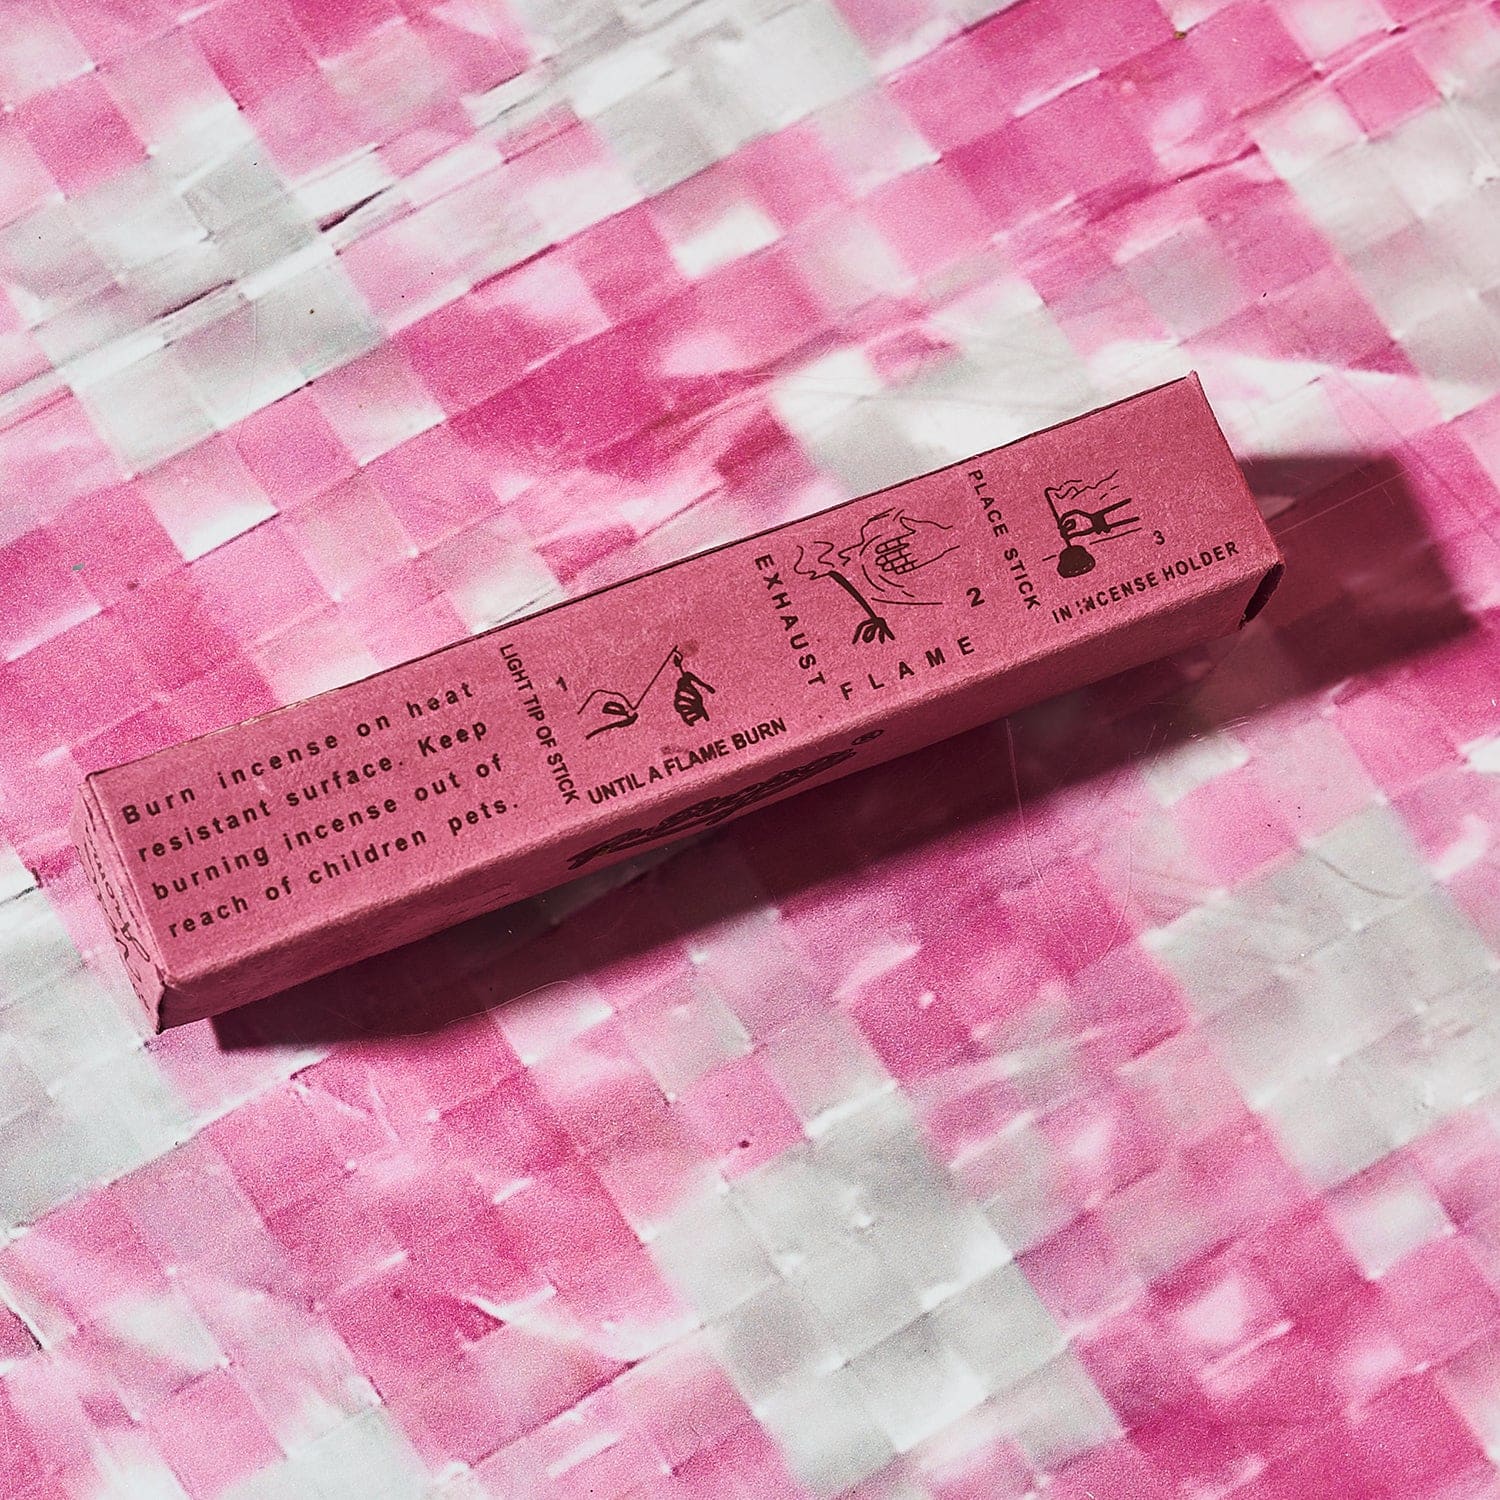 Burn incense on heat
resistant surface. Keep
burning incense out of
reach of children pets.
LIGHT TIP OF STICK
1
UNTIL A FLAME BURN
EXHAUST
2
FLAME
PLACE STICK
3
IN INCENSE HOLDER
®